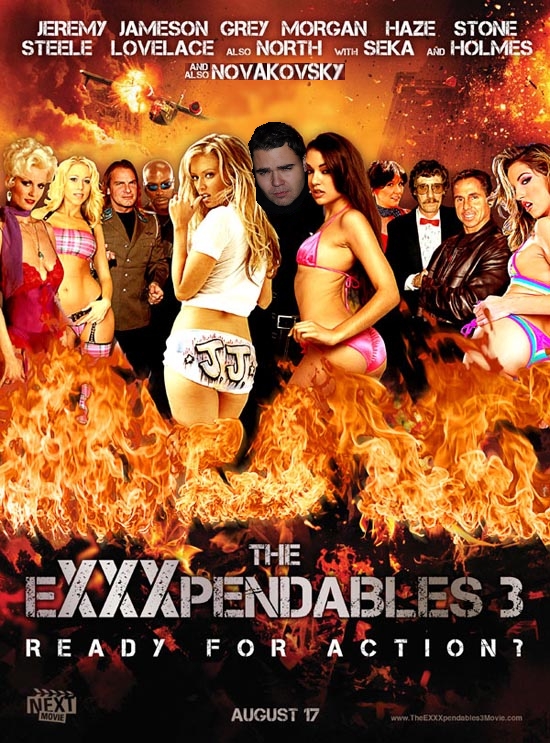 JEREMY JAMESON GREY MORGAN HAZE STONE
STEELE LOVELACE ALSO NORTH WITH SEKA AND HOLMES
AND ALSO NOVAKOVSKY
JJ
THE
EXXXPENDABLES 3
READY FOR ACTION?
NEXT
MOVIE
AUGUST 17
www.TheEXXXpendables3Movie.com